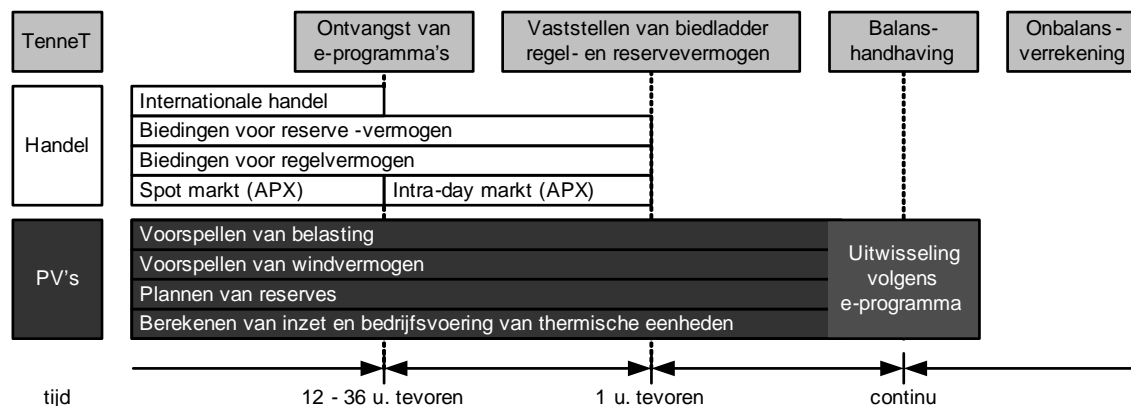 TenneT
Ontvangst van
e-programma's
Vaststellen van biedladder
regel- en reservevermogen
Balans-
handhaving
Onbalans -
verrekening
Handel
Internationale handel
Biedingen voor reserve -vermogen
Biedingen voor regelvermogen
Spot markt (APX)
Intra-day markt (APX)
PV's
Voorspellen van belasting
Voorspellen van windvermogen
Plannen van reserves
Berekenen van inzet en bedrijfsvoering van thermische eenheden
Uitwisseling
volgens
e-programma
tijd
12 - 36 u. tevoren
1 u. tevoren
continu